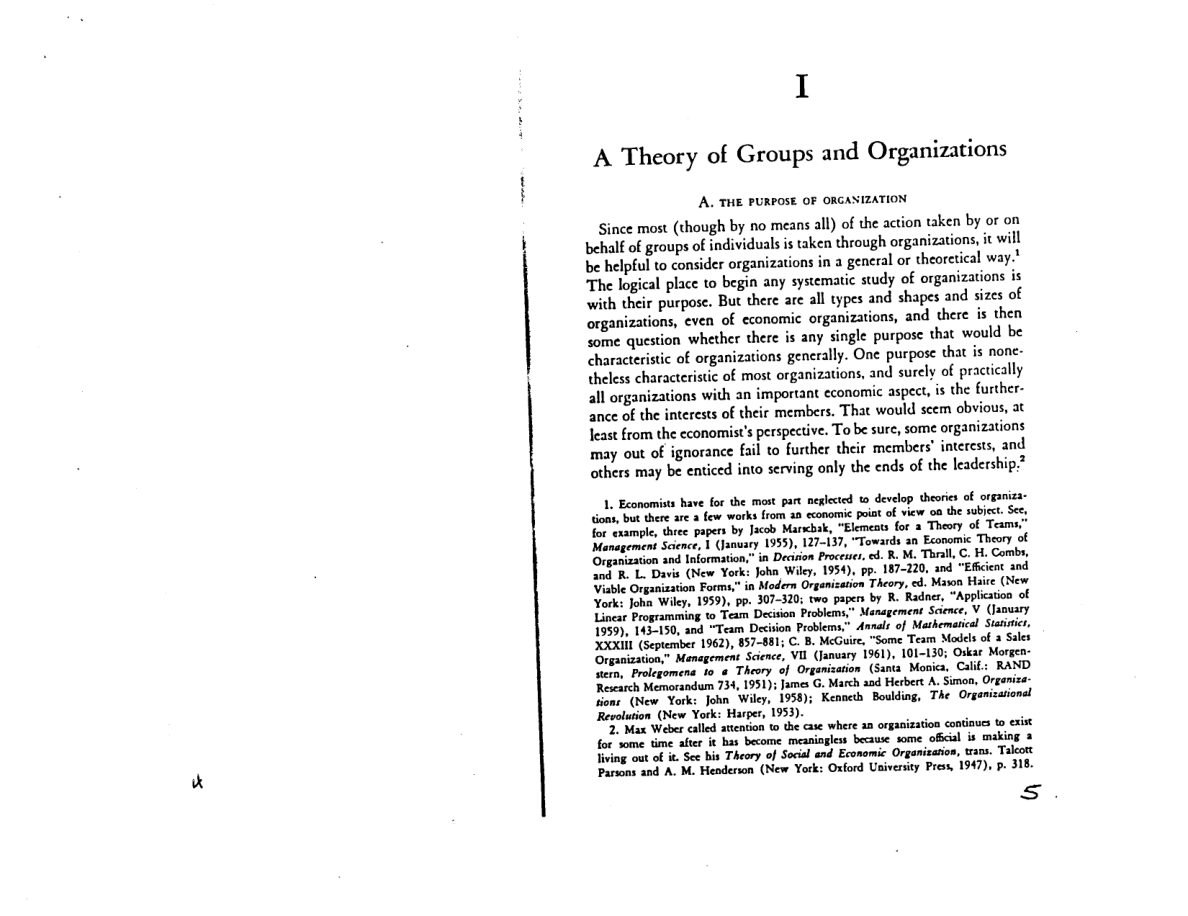 I
A Theory of Groups and Organizations
A. THE PURPOSE OF ORGANIZATION
Since most (though by no means all) of the action taken by or on
behalf of groups of individuals is taken through organizations, it will
be helpful to consider organizations in a general or theoretical way.¹
The logical place to begin any systematic study of organizations is
with their purpose. But there are all types and shapes and sizes of
organizations, even of economic organizations, and there is then
some question whether there is any single purpose that would be
characteristic of organizations generally. One purpose that is none-
theless characteristic of most organizations, and surely of practically
all organizations with an important economic aspect, is the further-
ance of the interests of their members. That would seem obvious, at
least from the economist's perspective. To be sure, some organizations
may out of ignorance fail to further their members' interests, and
others may be enticed into serving only the ends of the leadership.²
1. Economists have for the most part neglected to develop theories of organiza-
tions, but there are a few works from an economic point of view on the subject. See,
for example, three papers by Jacob Marschak, "Elements for a Theory of Teams,"
Management Science, I (January 1955), 127–137, "Towards an Economic Theory of
Organization and Information," in Decision Processes, ed. R. M. Thrall, C. H. Combs,
and R. L. Davis (New York: John Wiley, 1954), pp. 187–220, and "Efficient and
Viable Organization Forms," in Modern Organization Theory, ed. Mason Haire (New
York: John Wiley, 1959), pp. 307–320; two papers by R. Radner, "Application of
Linear Programming to Team Decision Problems," Management Science, V (January
1959), 143–150, and "Team Decision Problems," Annals of Mathematical Statistics,
XXXIII (September 1962), 857–881; C. B. McGuire, "Some Team Models of a Sales
Organization," Management Science, VII (January 1961), 101–130; Oskar Morgen-
stern, Prolegomena to a Theory of Organization (Santa Monica, Calif.: RAND
Research Memorandum 734, 1951); James G. March and Herbert A. Simon, Organiza-
tions (New York: John Wiley, 1958); Kenneth Boulding, The Organizational
Revolution (New York: Harper, 1953).
2. Max Weber called attention to the case where an organization continues to exist
for some time after it has become meaningless because some official is making a
living out of it. See his Theory of Social and Economic Organization, trans. Talcott
Parsons and A. M. Henderson (New York: Oxford University Press, 1947), p. 318.
5